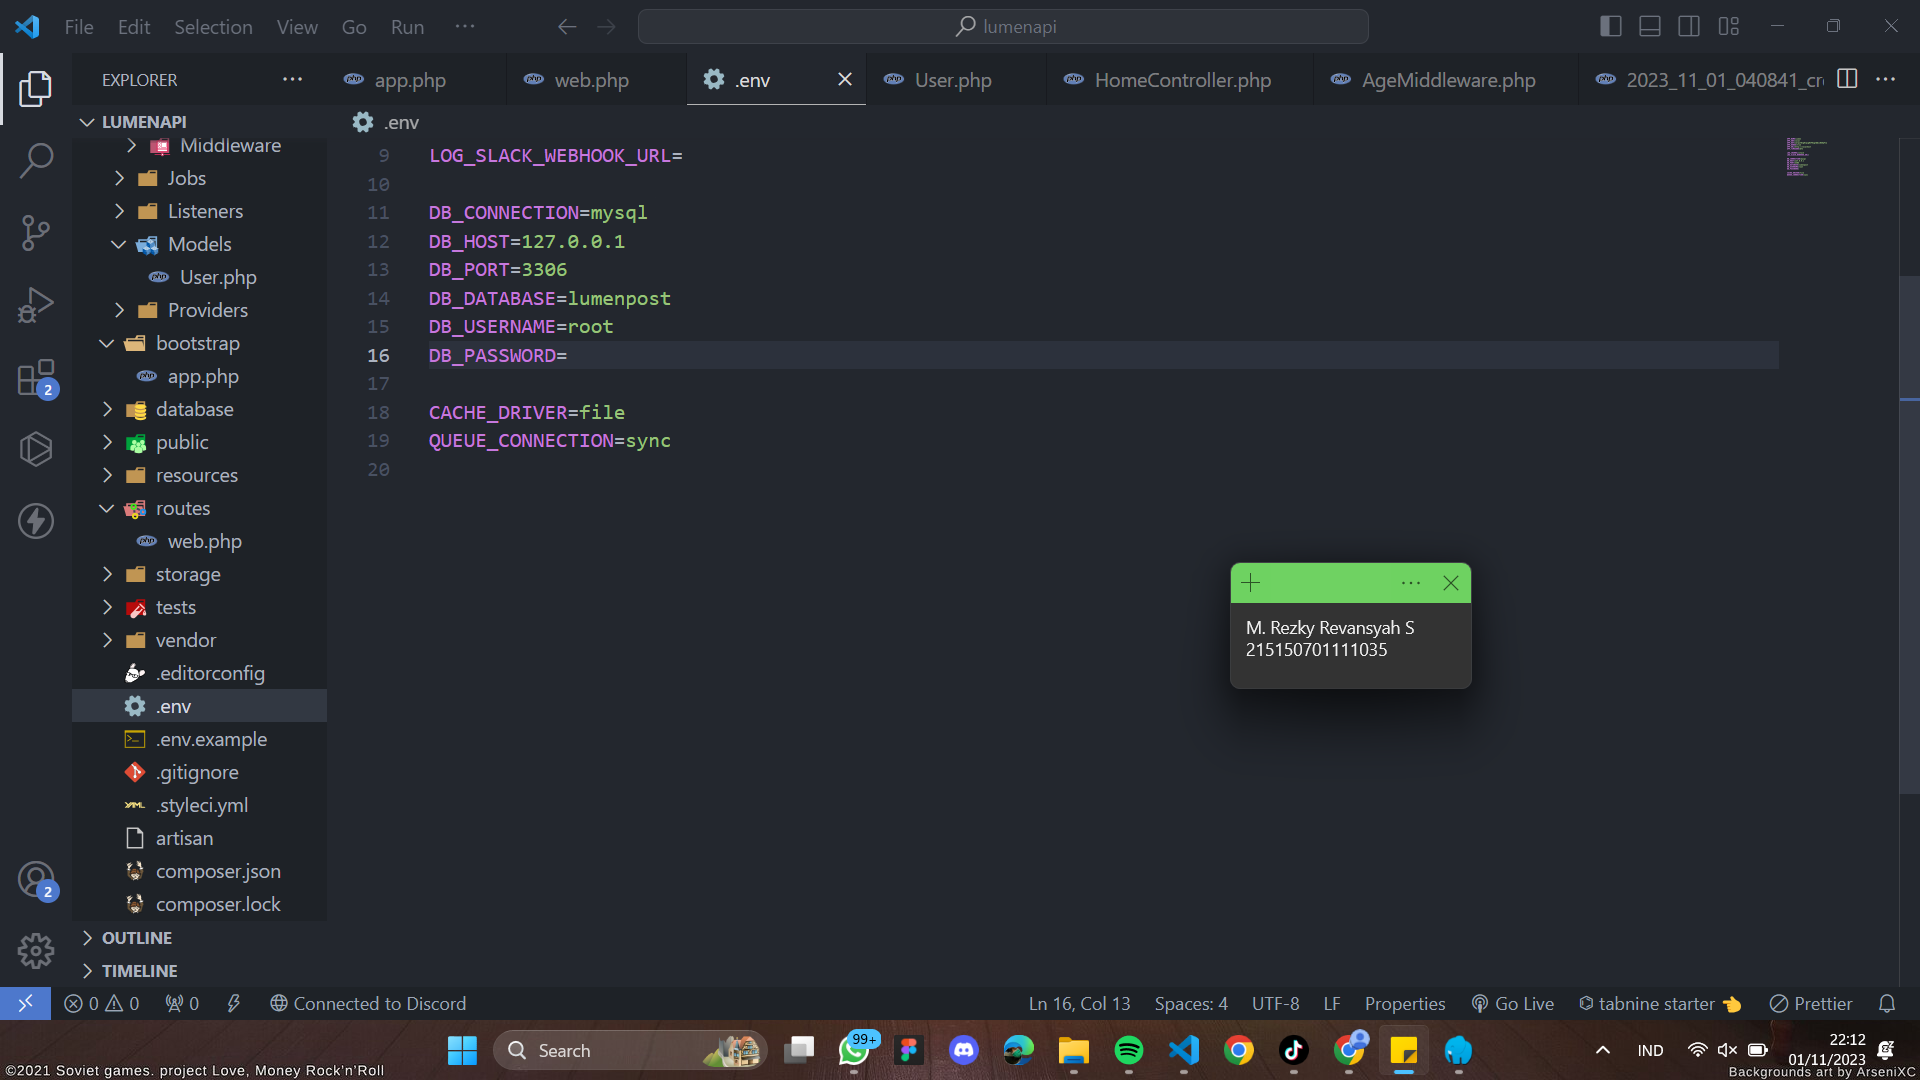 File Edit Selection View Go Run ···
lumenapi
EXPLORER ···
app.php
web.php
.env
User.php
HomeController.php
AgeMiddleware.php
2023_11_01_040841_cr
LUMENAPI
Middleware
Jobs
Listeners
Models
User.php
Providers
bootstrap
app.php
database
public
resources
routes
web.php
storage
tests
vendor
.editorconfig
.env
.env.example
.gitignore
.styleci.yml
artisan
composer.json
composer.lock
OUTLINE
TIMELINE
2
2
.env
9 LOG_SLACK_WEBHOOK_URL=
10
11 DB_CONNECTION=mysql
12 DB_HOST=127.0.0.1
13 DB_PORT=3306
14 DB_DATABASE=lumenpost
15 DB_USERNAME=root
16 DB_PASSWORD=
17
18 CACHE_DRIVER=file
19 QUEUE_CONNECTION=sync
20
M. Rezky Revansyah S
215150701111035
0 0 0 Connected to Discord
Ln 16, Col 13 Spaces: 4 UTF-8 LF Properties Go Live tabnine starter Prettier
Search
99+
IND
22:12
01/11/2023
©2021 Soviet games. project Love, Money Rock'n'Roll
Backgrounds art by ArseniXC